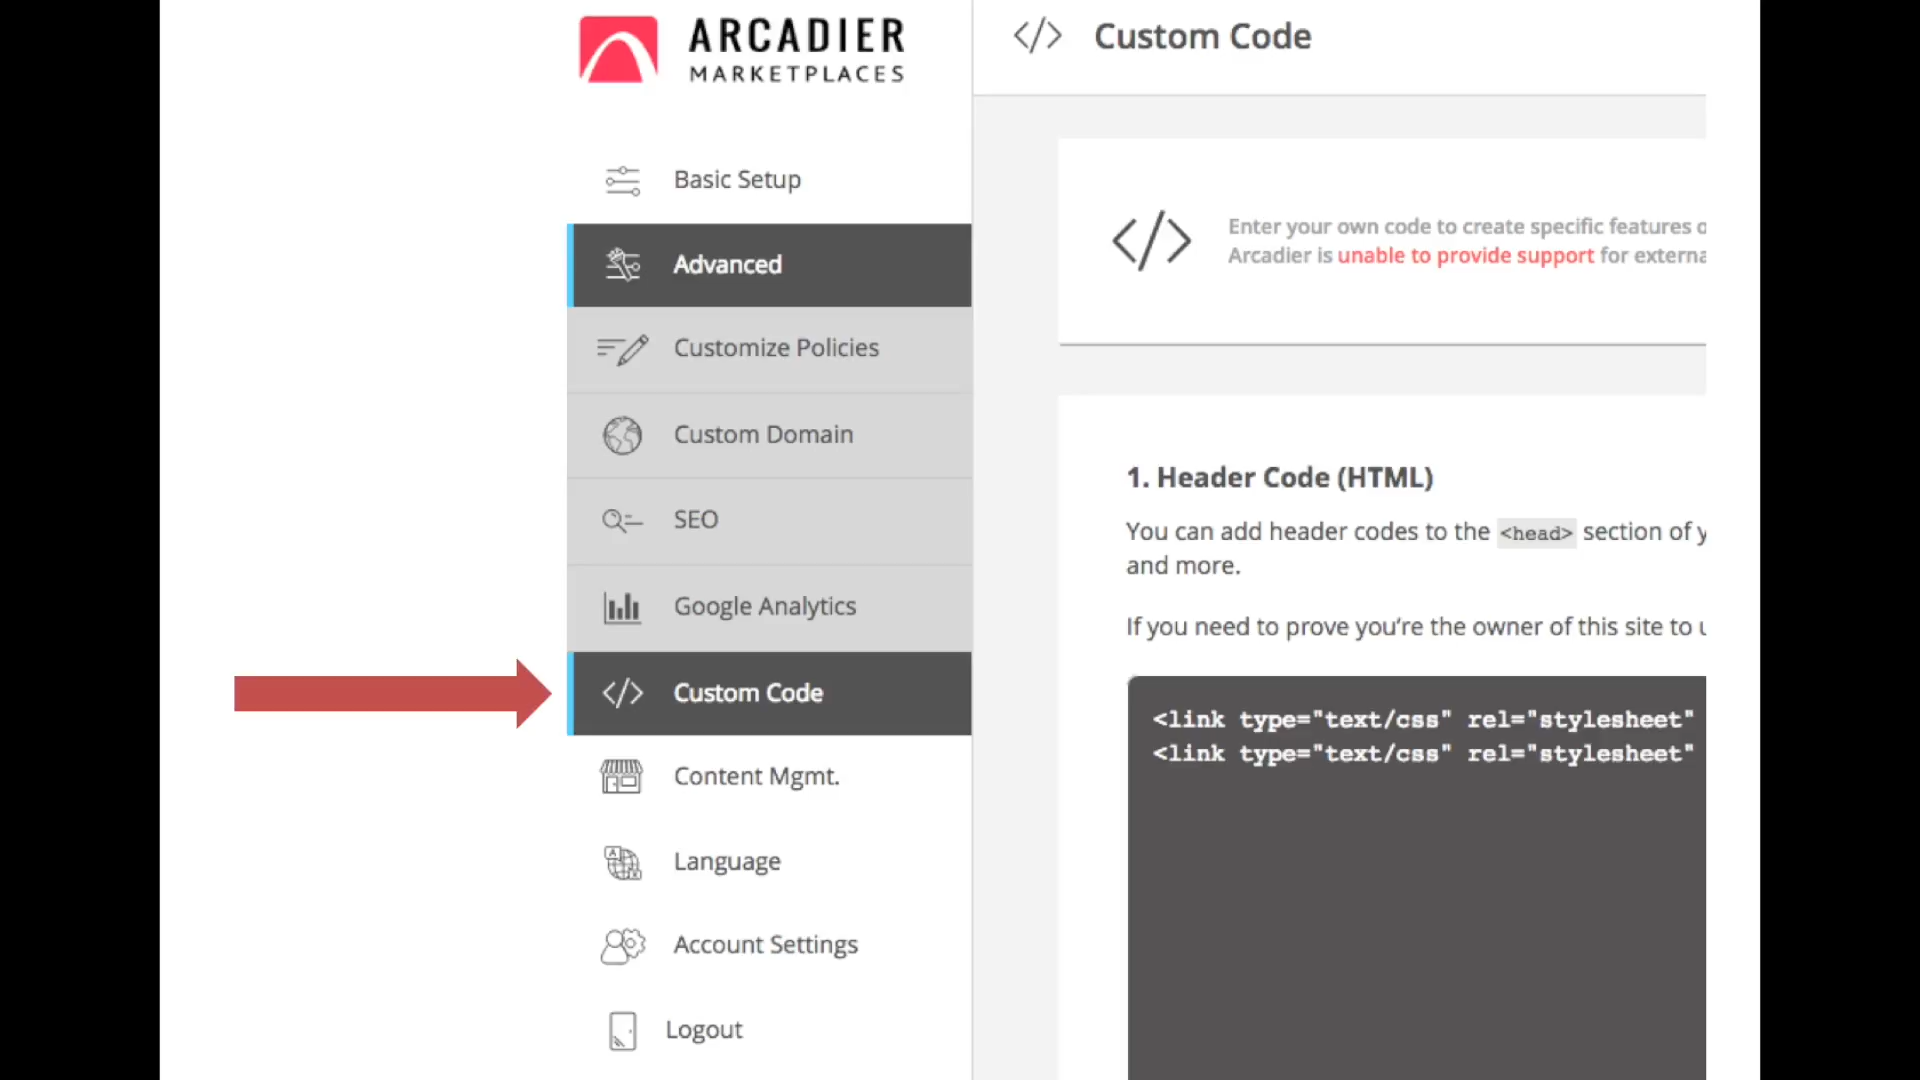 ARCADIER
MARKETPLACES
Basic Setup
Advanced
Customize Policies
Custom Domain
SEO
Google Analytics
Custom Code
Content Mgmt.
Language
Account Settings
Logout
</> Custom Code
</>
Enter your own code to create specific features
Arcadier is unable to provide support for externa
1. Header Code (HTML)
You can add header codes to the <head> section of
and more.
If you need to prove you're the owner of this site to
<link type="text/css" rel="stylesheet"
<link type="text/css" rel="stylesheet"